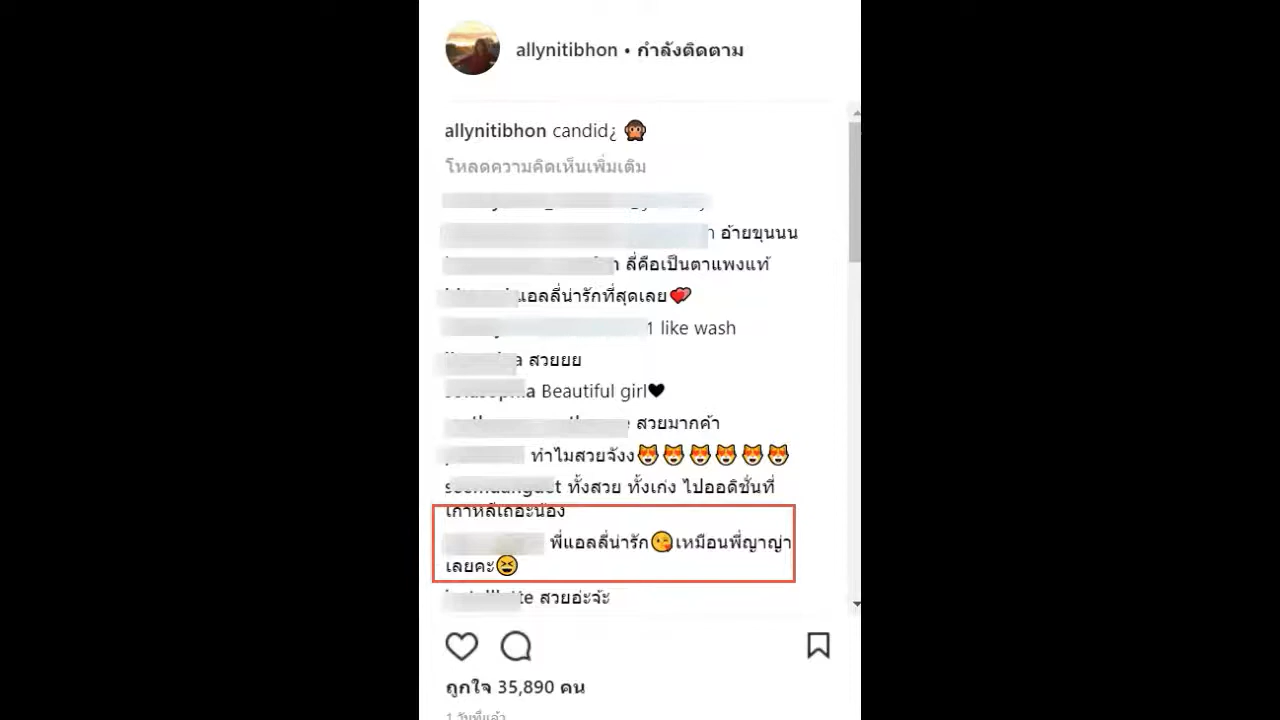 allynitibhon • กำลังติดตาม
allynitibhon candid¿ 🙊
โหลดความคิดเห็นเพิ่มเติม
อ้ายขุนนน
ลี่คือเป็นตาแพงแท้
แอลลี่น่ารักที่สุดเลย💕
1 like wash
สวยยย
Beautiful girl🖤
สวยมากค้า
ทำไมสวยจังง😻😻😻😻😻😻
ทั้งสวย ทั้งเก่ง ไปออดิชั่นที่
เกาหลีเถอะน้อง
พี่แอลลี่น่ารัก😘เหมือนพี่ญาญ่า
เลยคะ😆
สวยอ่ะจ้ะ
ถูกใจ 35,890 คน
1 วันที่แล้ว